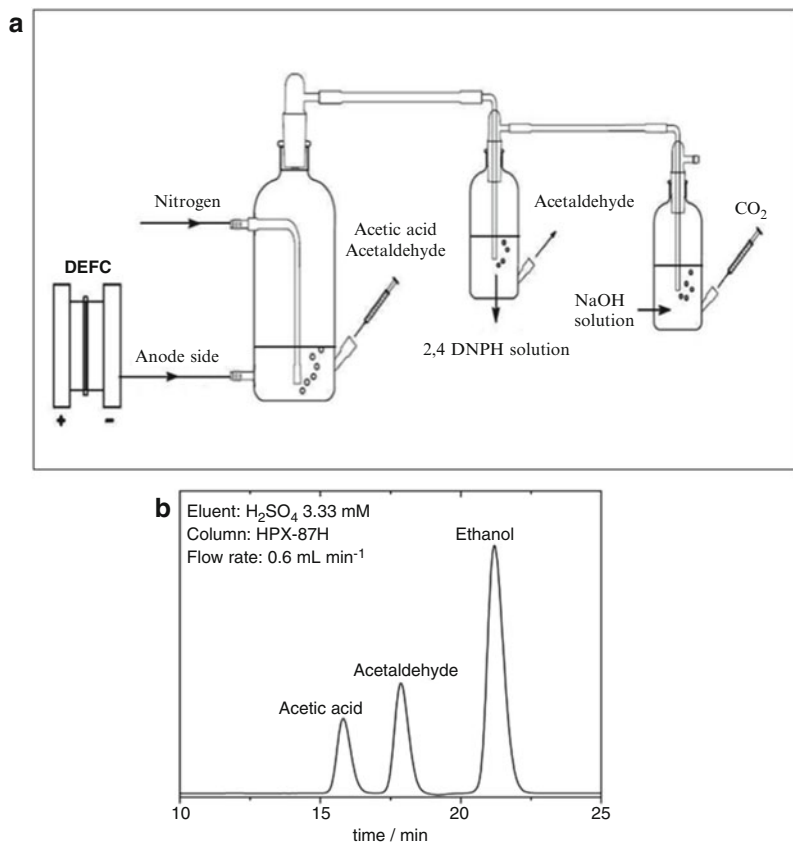 a
Nitrogen
DEFC
Anode side
+ -
Acetic acid
Acetaldehyde
Acetaldehyde
2,4 DNPH solution
CO₂
NaOH
solution
b
Eluent: H₂SO₄ 3.33 mM
Column: HPX-87H
Flow rate: 0.6 mL min⁻¹
Ethanol
Acetaldehyde
Acetic acid
10 15 20 25
time / min